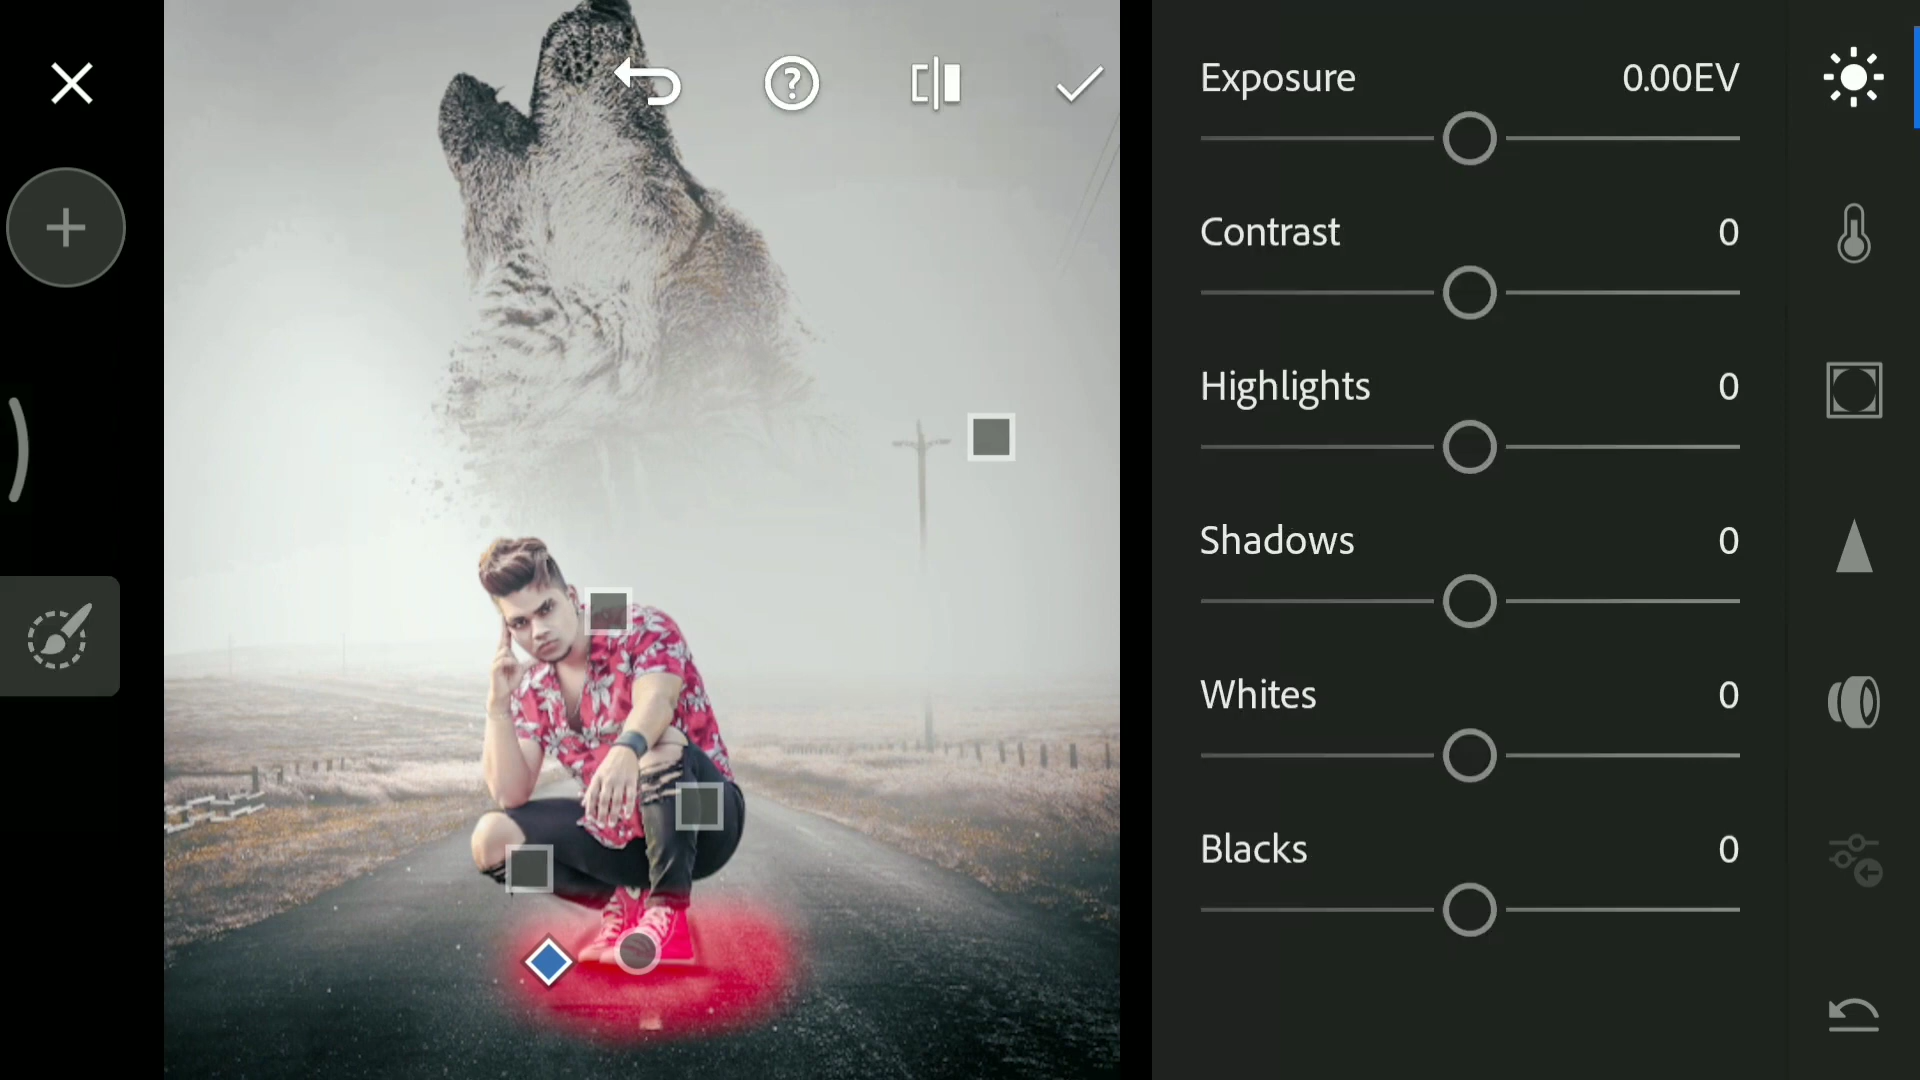 Exposure 0.00EV
Contrast 0
Highlights 0
Shadows 0
Whites 0
Blacks 0